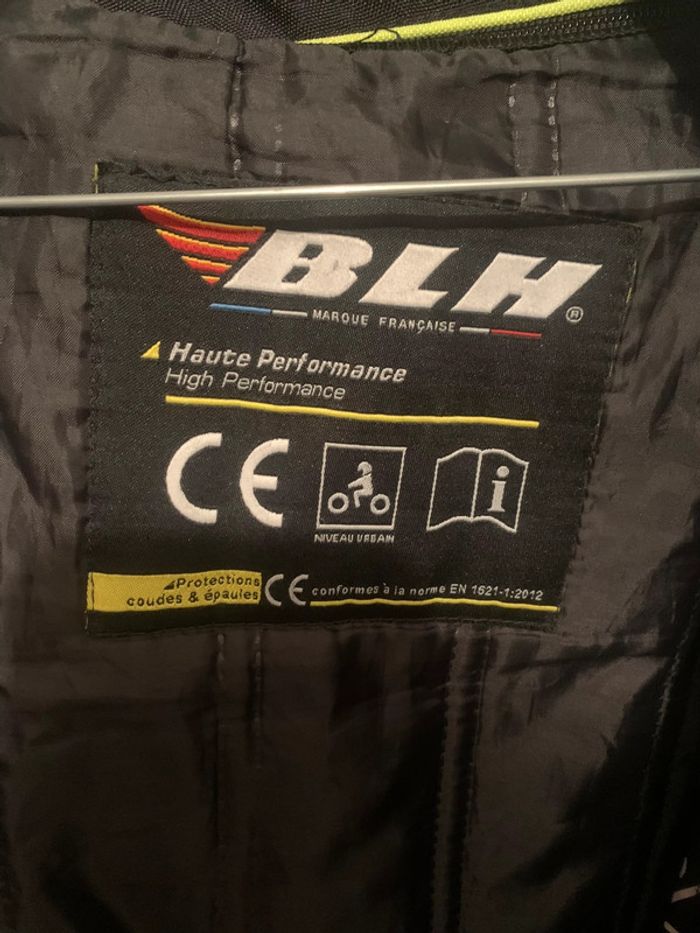 BLH®
MARQUE FRANÇAISE
Haute Performance
High Performance
CE
NIVEAU URBAIN
i
Protections
coudes & épaules
CE conformes à la norme EN 1621-1:2012